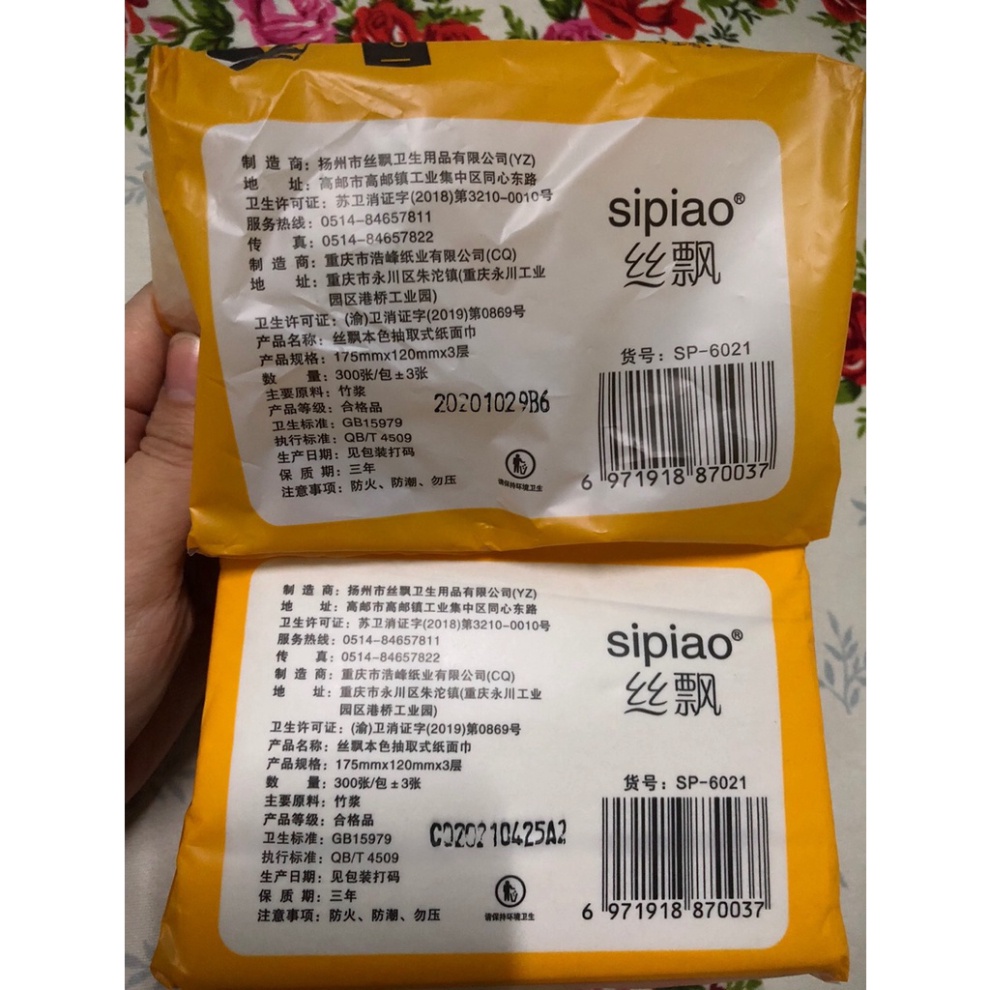 制造商：扬州市丝飘卫生用品有限公司(YZ)
地址：高邮市高邮镇工业集中区同心东路
卫生许可证：苏卫消证字(2018)第3210-0010号
服务热线：0514-84657811
传真：0514-84657822
制造商：重庆市浩峰纸业有限公司(CQ)
地址：重庆市永川区朱沱镇(重庆永川工业
园区港桥工业园)
卫生许可证：(渝)卫消证字(2019)第0869号
产品名称：丝飘本色抽取式纸面巾
产品规格：175mmx120mmx3层
数量：300张/包±3张
主要原料：竹浆
产品等级：合格品
卫生标准：GB15979
执行标准：QB/T 4509
生产日期：见包装打码
保质期：三年
注意事项：防火、防潮、勿压
20201029B6
请保持环境卫生
sipiao®
丝飘
货号：SP-6021
6 971918 870037
制造商：扬州市丝飘卫生用品有限公司(YZ)
地址：高邮市高邮镇工业集中区同心东路
卫生许可证：苏卫消证字(2018)第3210-0010号
服务热线：0514-84657811
传真：0514-84657822
制造商：重庆市浩峰纸业有限公司(CQ)
地址：重庆市永川区朱沱镇(重庆永川工业
园区港桥工业园)
卫生许可证：(渝)卫消证字(2019)第0869号
产品名称：丝飘本色抽取式纸面巾
产品规格：175mmx120mmx3层
数量：300张/包±3张
主要原料：竹浆
产品等级：合格品
卫生标准：GB15979
执行标准：QB/T 4509
生产日期：见包装打码
保质期：三年
注意事项：防火、防潮、勿压
CQ20210425A2
请保持环境卫生
sipiao®
丝飘
货号：SP-6021
6 971918 870037